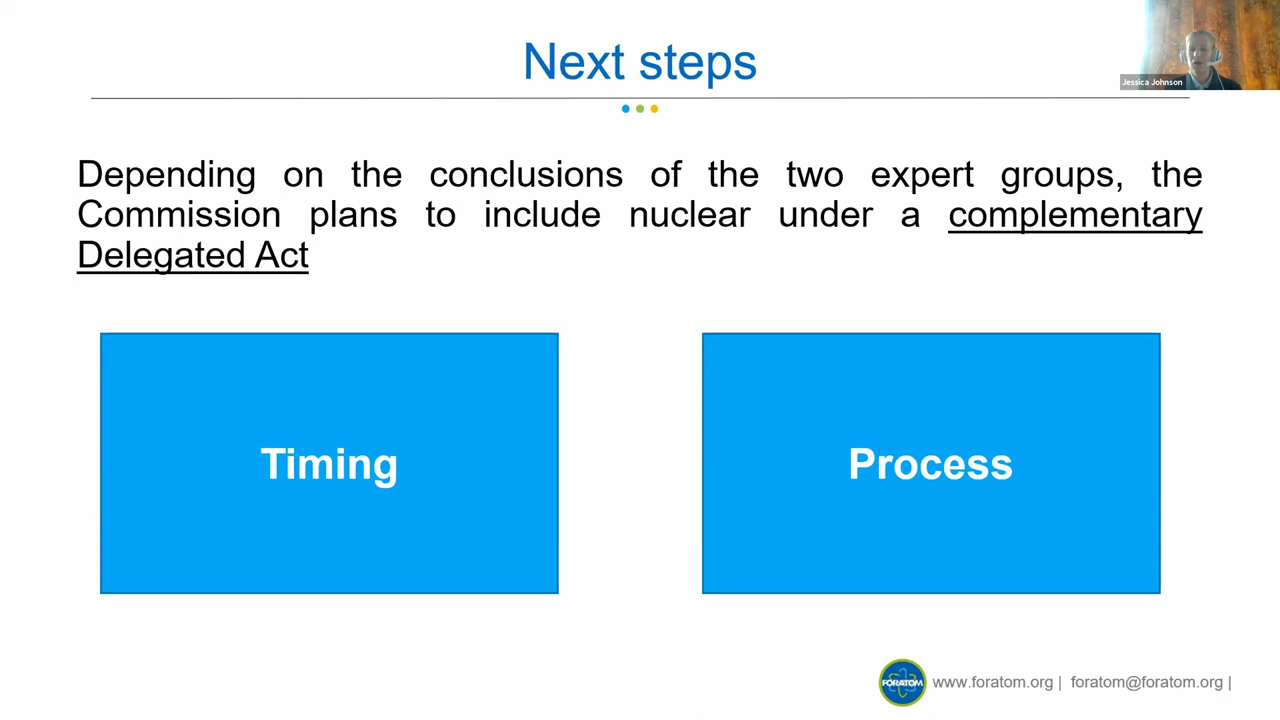 Next steps
Jessica Johnson
Depending on the conclusions of the two expert groups, the
Commission plans to include nuclear under a complementary
Delegated Act
Timing
Process
FORATOM
www.foratom.org | foratom@foratom.org |